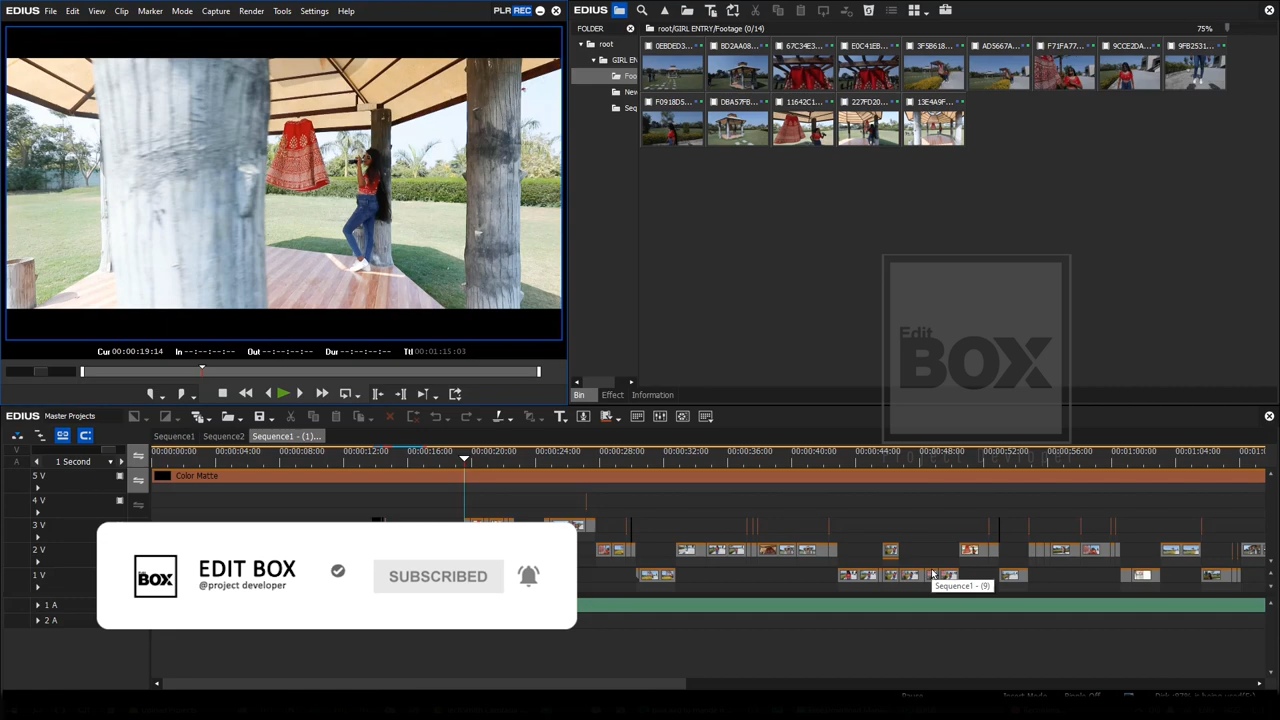 EDIUS File Edit View Clip Marker Mode Capture Render Tools Settings Help PLR REC
EDIUS
FOLDER
root/GIRL ENTRY/Footage (0/14) 75%
root
GIRL EN
Foo
New
Seq
0EBDED3... BD2AA08... 67C34E3... E0C41EB... 3F5B618... AD5667A... F71FA77... 9CCE2DA... 9FB2531...
F0918D5... DBA57FB... 11642C1... 227FD20... 13E4A9F...
Edit
BOX
Project Developer
Cur 00:00:19:14 In --:--:--:-- Out --:--:--:-- Dur --:--:--:-- Ttl 00:01:15:03
Bin Effect Information
EDIUS Master Projects
Sequence1 Sequence2 Sequence1 - (1)...
V
A
1 Second
00:00:00:00 00:00:04:00 00:00:08:00 00:00:12:00 00:00:16:00 00:00:20:00 00:00:24:00 00:00:28:00 00:00:32:00 00:00:36:00 00:00:40:00 00:00:44:00 00:00:48:00 00:00:52:00 00:00:56:00 00:01:00:00 00:01:04:00
5 V
Color Matte
4 V
3 V
2 V
1 V
Sequence1 - (9)
1 A
2 A
BOX
EDIT BOX
@project developer
SUBSCRIBED